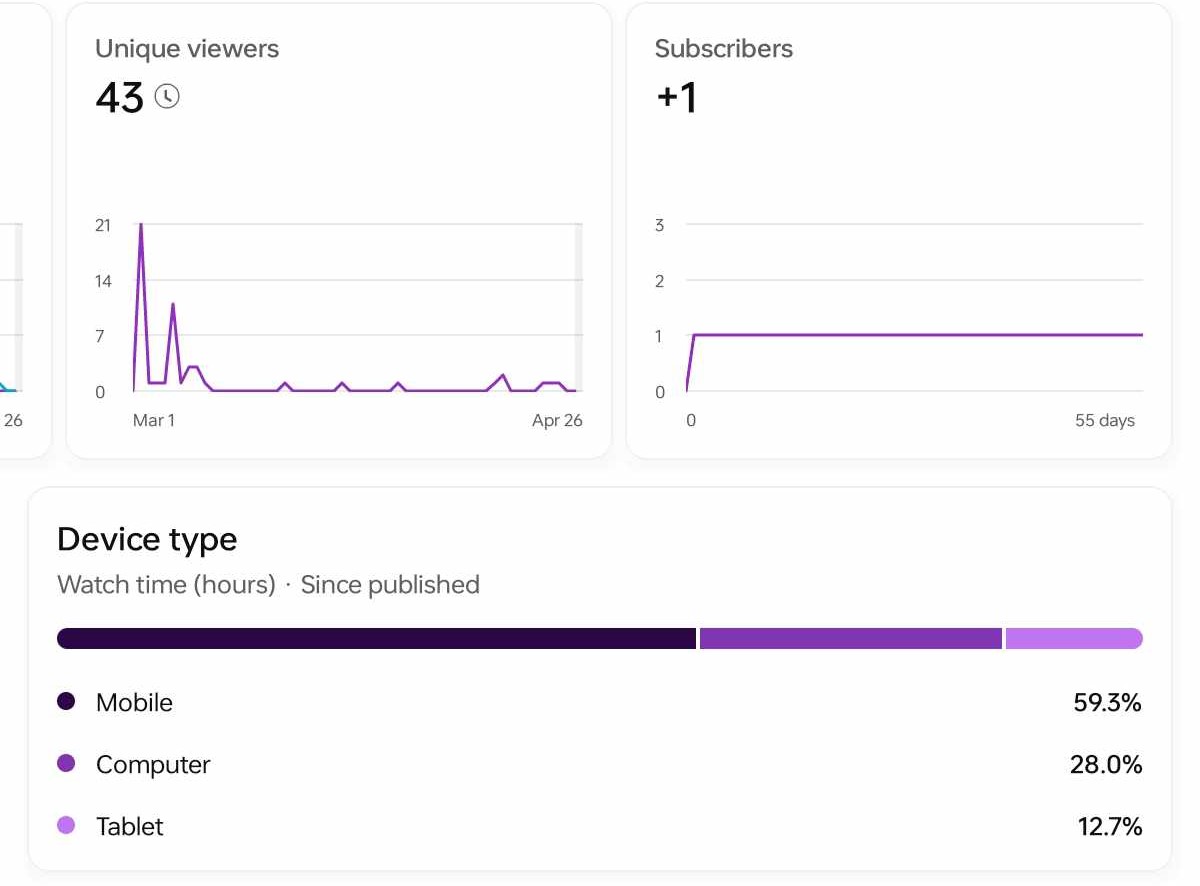 Unique viewers
43
21
14
7
0
Mar 1
Apr 26
Subscribers
+1
3
2
1
0
0
55 days
26
Device type
Watch time (hours) · Since published
Mobile
59.3%
Computer
28.0%
Tablet
12.7%